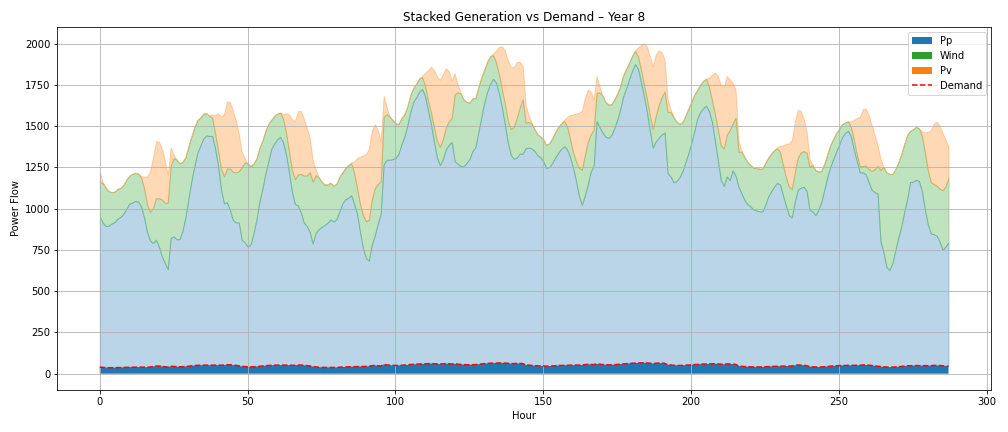 Stacked Generation vs Demand – Year 8
Pp
Wind
Pv
Demand
Power Flow
2000
1750
1500
1250
1000
750
500
250
0
0 50 100 150 200 250 300
Hour